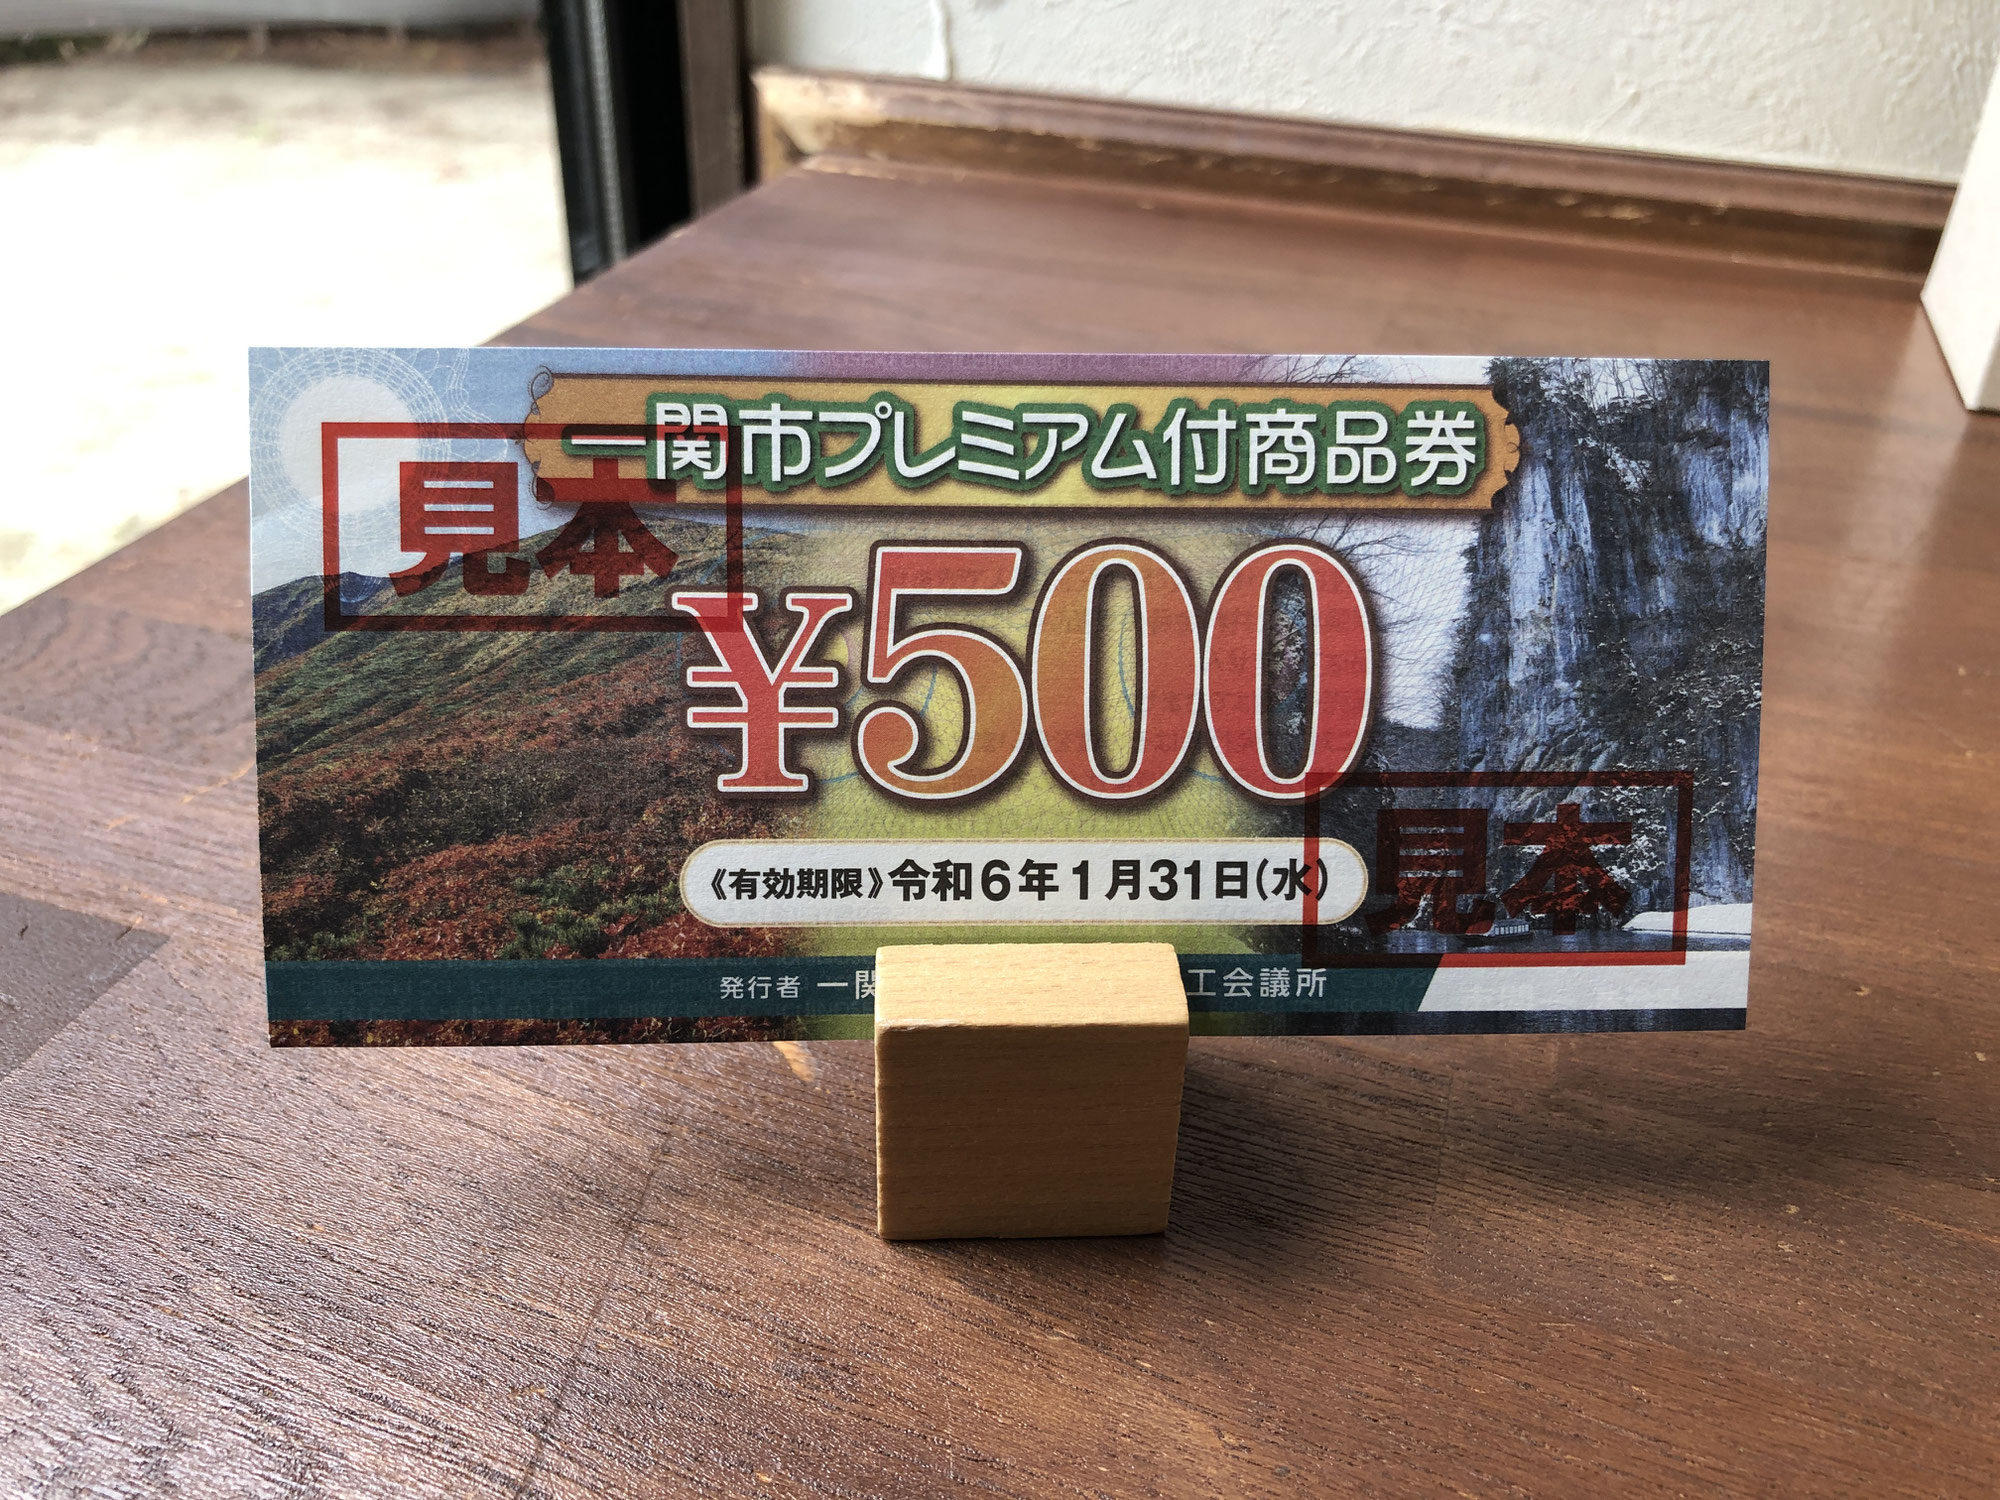 一関市プレミアム付商品券
見本
¥500
《有効期限》令和6年1月31日(水)
見本
発行者 一関 工会議所